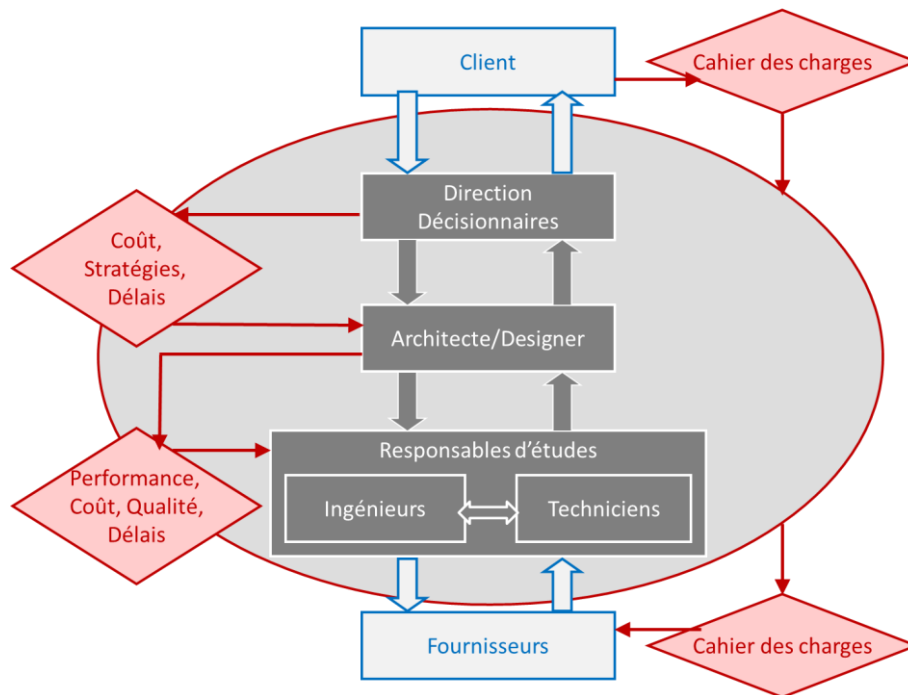 Client
Cahier des charges
Direction
Décisionnaires
Coût,
Stratégies,
Délais
Architecte/Designer
Responsables d’études
Ingénieurs
Techniciens
Performance,
Coût, Qualité,
Délais
Fournisseurs
Cahier des charges